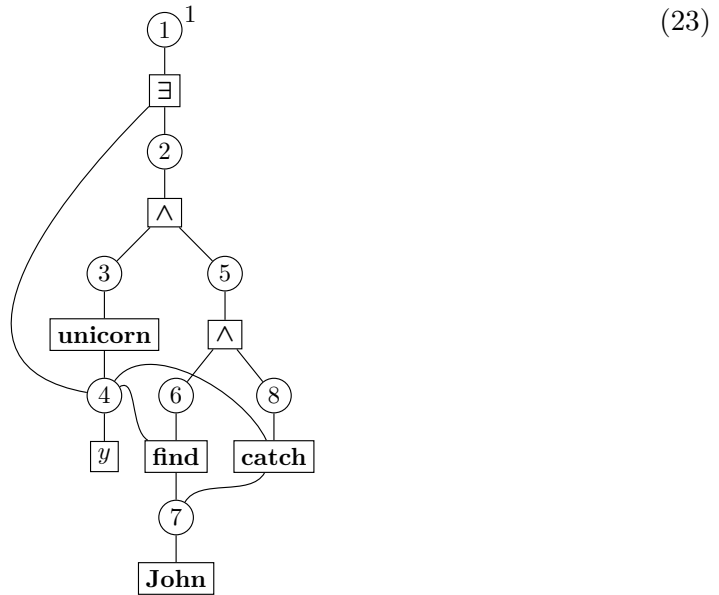 1 1 (23)
∃
2
∧
3 5
unicorn ∧
4 6 8
y find catch
7
John